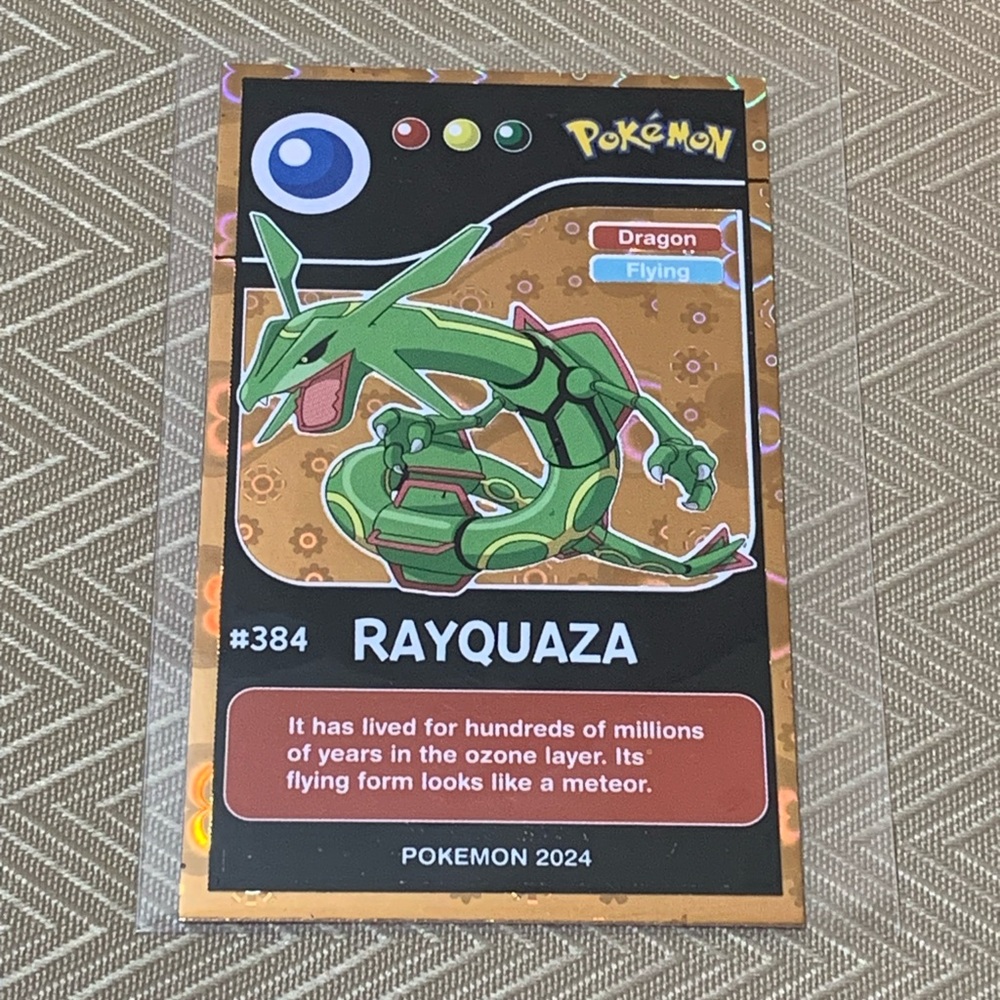 POKéMON
Dragon
Flying
#384 RAYQUAZA
It has lived for hundreds of millions
of years in the ozone layer. Its
flying form looks like a meteor.
POKEMON 2024